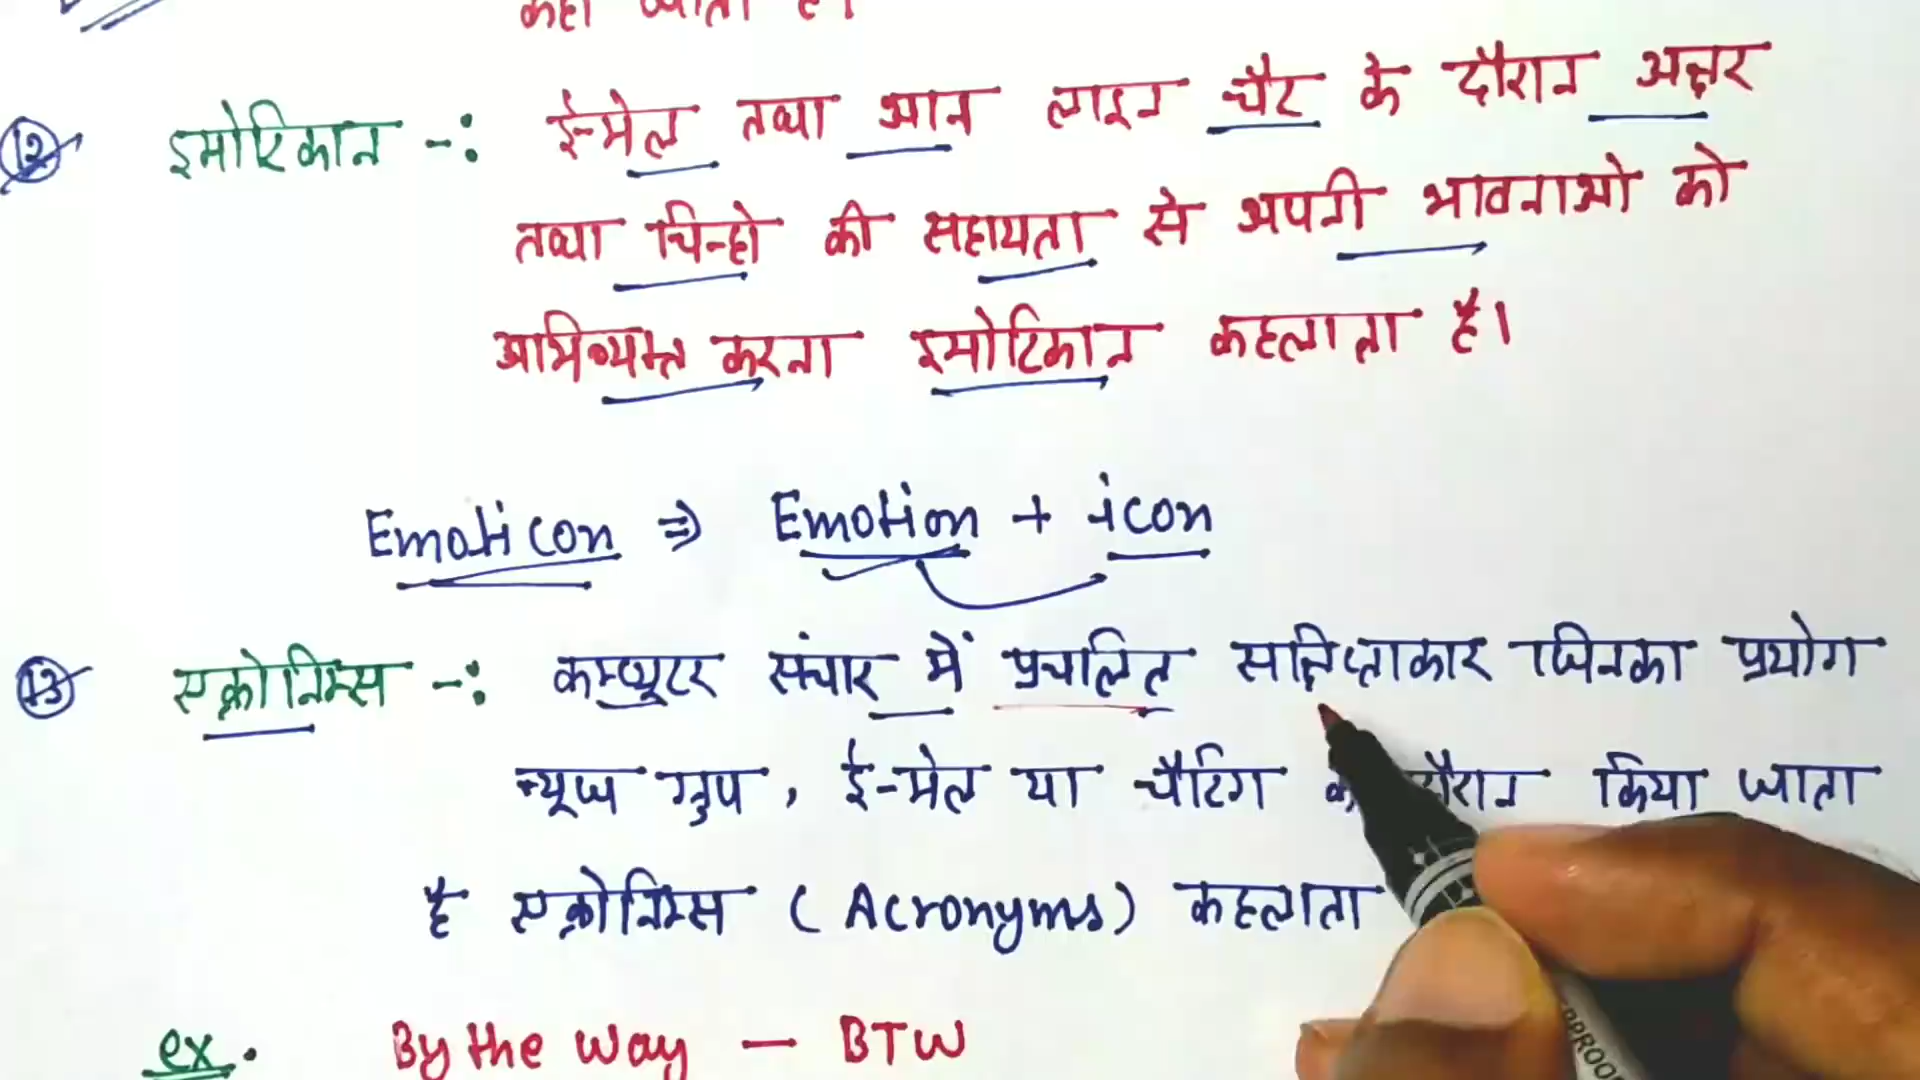 कहा जाता है।
12 इमोटिकान -: ई-मेल तथा आन लाइन चैट के दौरान अक्षर
तथा चिन्हो की सहायता से अपनी भावनाओ को
अभिव्यक्त करना इमोटिकान कहलाता है।
Emoticon ⇒ Emotion + icon
13 एक्रोनिम्स -: कम्प्यूटर संचार में प्रचलित संक्षिप्ताकार जिनका प्रयोग
न्यूज ग्रुप, ई-मेल या चैटिंग के दौरान किया जाता
है एक्रोनिम्स (Acronyms) कहलाता
ex. By the way — BTW